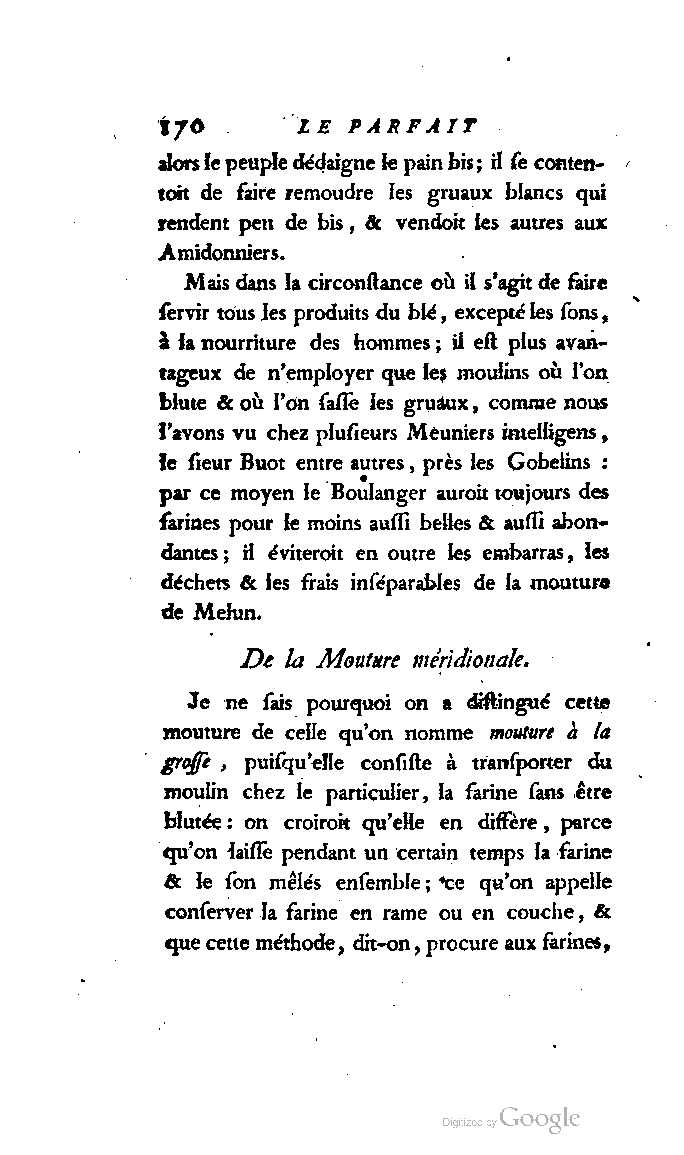 170 LE PARFAIT
alors le peuple dédaigne le pain bis; il ſe conten-
toit de faire remoudre les gruaux blancs qui
rendent peu de bis, & vendoit les autres aux
Amidonniers.
Mais dans la circonſtance où il s'agit de faire
ſervir tous les produits du blé, excepté les ſons,
à la nourriture des hommes; il eſt plus avan-
tageux de n'employer que les moulins où l'on
blute & où l'on ſaſſe les gruaux, comme nous
l'avons vu chez pluſieurs Meuniers intelligens,
le ſieur Buot entre autres, près les Gobelins :
par ce moyen le Boulanger auroit toujours des
farines pour le moins auſſi belles & auſſi abon-
dantes; il éviteroit en outre les embarras, les
déchets & les frais inſéparables de la mouture
de Melun.
De la Mouture méridionale.
Je ne ſais pourquoi on a diſtingué cette
mouture de celle qu'on nomme mouture à la
groſſe, puiſqu'elle conſiſte à tranſporter du
moulin chez le particulier, la farine ſans être
blutée: on croiroit qu'elle en diffère, parce
qu'on laiſſe pendant un certain temps la farine
& le ſon mêlés enſemble; ce qu'on appelle
conſerver la farine en rame ou en couche, &
que cette méthode, dit-on, procure aux farines,
Digitized by Google